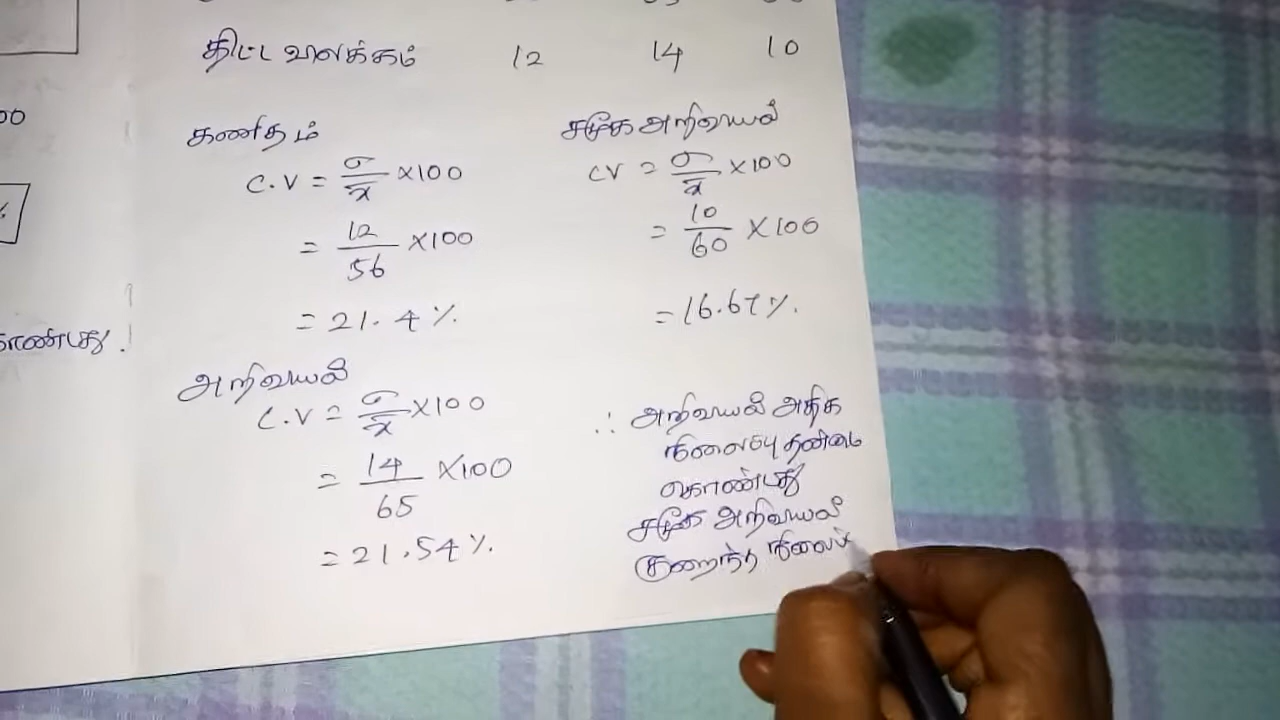 திட்ட விலக்கம் 12 14 10
00
கணிதம்
C.V = σ/x̄ ×100
= 12/56 ×100
= 21.4%
%
அறிவியல்
C.V = σ/x̄ ×100
= 14/65 ×100
= 21.54%
சமூக அறிவியல்
CV = σ/x̄ ×100
= 10/60 ×100
= 16.67%
∴ அறிவியல் அதிக
நிலைப்பு தன்மை
கொண்டது
சமூக அறிவியல்
குறைந்த நிலைப்